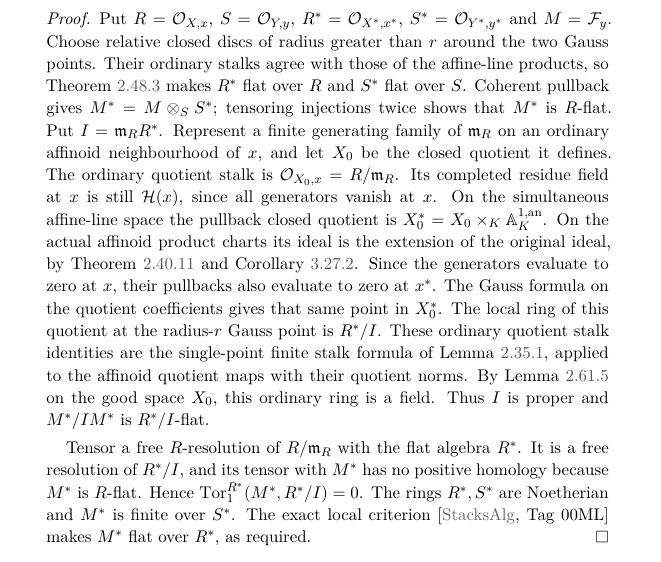 Proof. Put R = 𝒪_{X,x}, S = 𝒪_{Y,y}, R* = 𝒪_{X*,x*}, S* = 𝒪_{Y*,y*} and M = ℱ_y.
Choose relative closed discs of radius greater than r around the two Gauss
points. Their ordinary stalks agree with those of the affine-line products, so
Theorem 2.48.3 makes R* flat over R and S* flat over S. Coherent pullback
gives M* = M ⊗_S S*; tensoring injections twice shows that M* is R-flat.
Put I = 𝔪_R R*. Represent a finite generating family of 𝔪_R on an ordinary
affinoid neighbourhood of x, and let X_0 be the closed quotient it defines.
The ordinary quotient stalk is 𝒪_{X_0,x} = R/𝔪_R. Its completed residue field
at x is still ℋ(x), since all generators vanish at x. On the simultaneous
affine-line space the pullback closed quotient is X_0^* = X_0 ×_K 𝔸_K^{1,an}. On the
actual affinoid product charts its ideal is the extension of the original ideal,
by Theorem 2.40.11 and Corollary 3.27.2. Since the generators evaluate to
zero at x, their pullbacks also evaluate to zero at x*. The Gauss formula on
the quotient coefficients gives that same point in X_0^*. The local ring of this
quotient at the radius-r Gauss point is R*/I. These ordinary quotient stalk
identities are the single-point finite stalk formula of Lemma 2.35.1, applied
to the affinoid quotient maps with their quotient norms. By Lemma 2.61.5
on the good space X_0, this ordinary ring is a field. Thus I is proper and
M*/IM* is R*/I-flat.
Tensor a free R-resolution of R/𝔪_R with the flat algebra R*. It is a free
resolution of R*/I, and its tensor with M* has no positive homology because
M* is R-flat. Hence Tor_1^{R*}(M*, R*/I) = 0. The rings R*, S* are Noetherian
and M* is finite over S*. The exact local criterion [StacksAlg, Tag 00ML]
makes M* flat over R*, as required. □